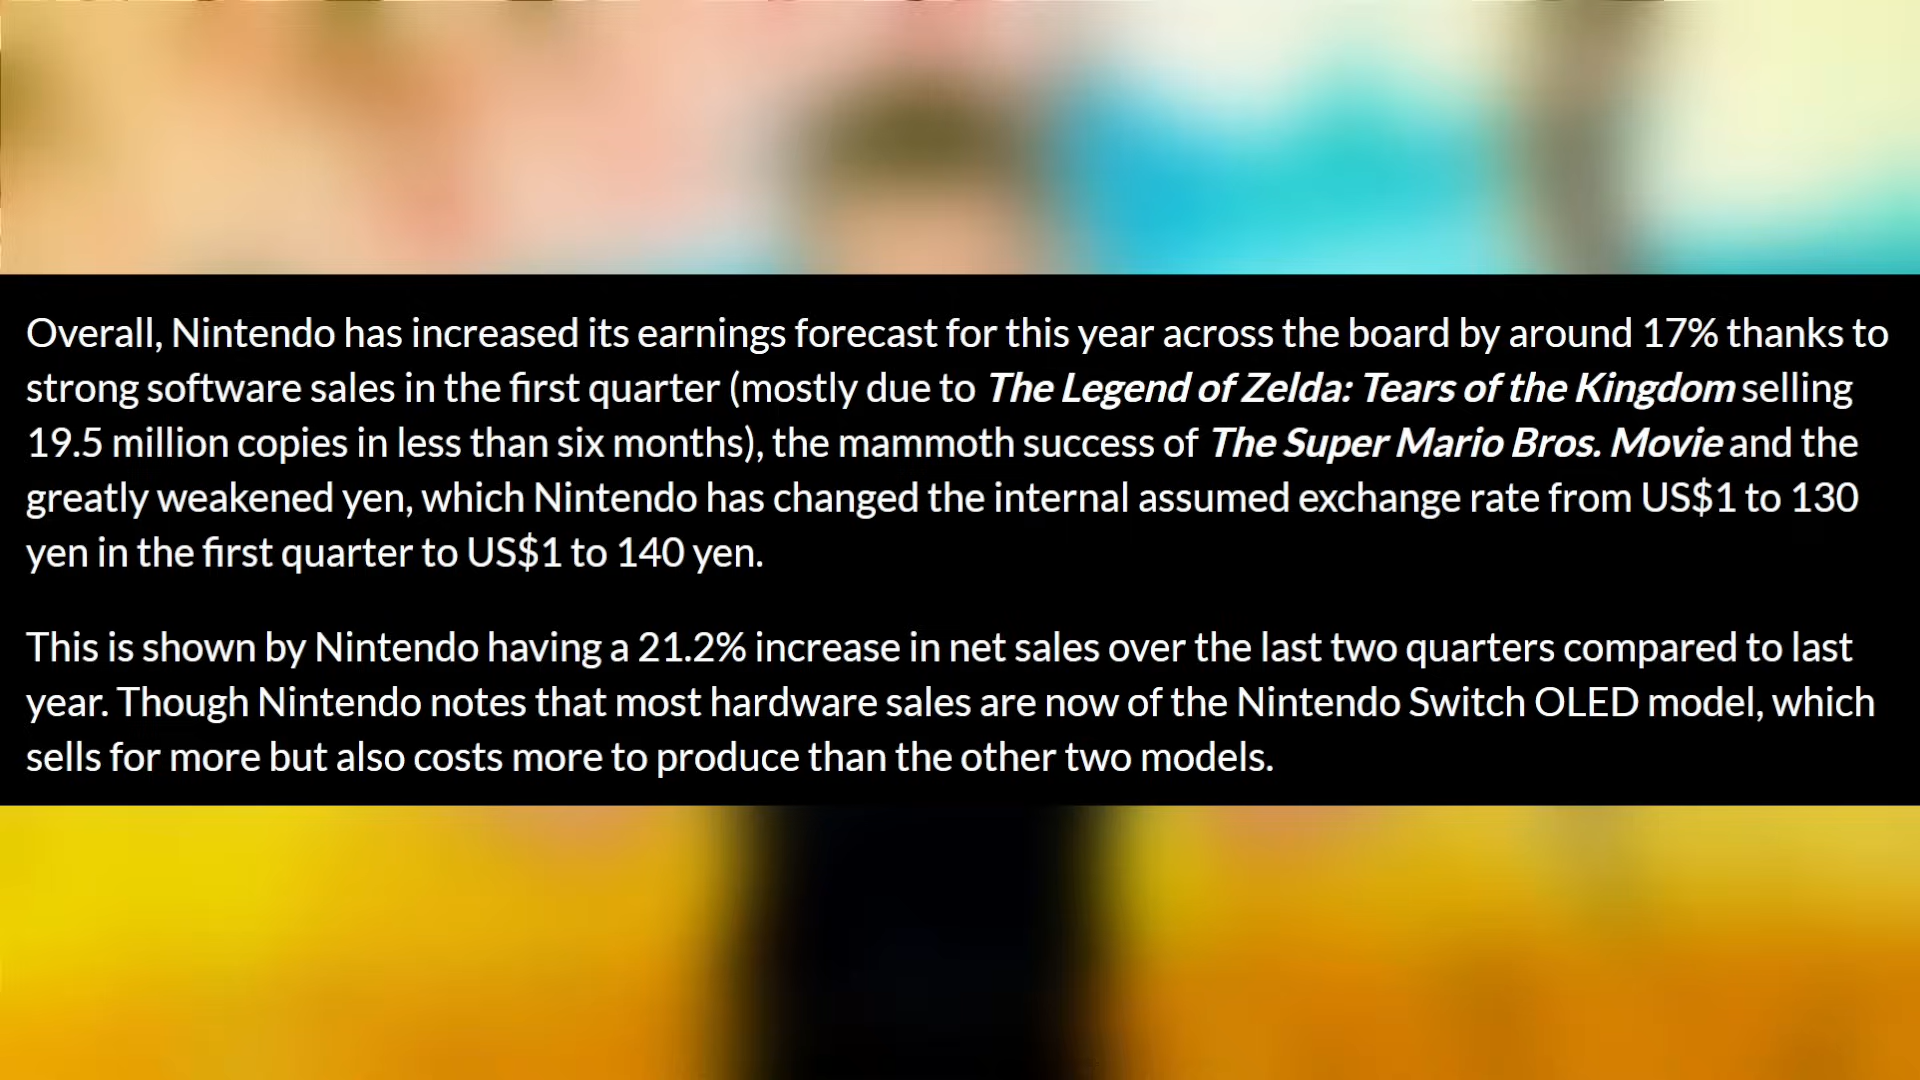 Overall, Nintendo has increased its earnings forecast for this year across the board by around 17% thanks to
strong software sales in the first quarter (mostly due to The Legend of Zelda: Tears of the Kingdom selling
19.5 million copies in less than six months), the mammoth success of The Super Mario Bros. Movie and the
greatly weakened yen, which Nintendo has changed the internal assumed exchange rate from US$1 to 130
yen in the first quarter to US$1 to 140 yen.
This is shown by Nintendo having a 21.2% increase in net sales over the last two quarters compared to last
year. Though Nintendo notes that most hardware sales are now of the Nintendo Switch OLED model, which
sells for more but also costs more to produce than the other two models.